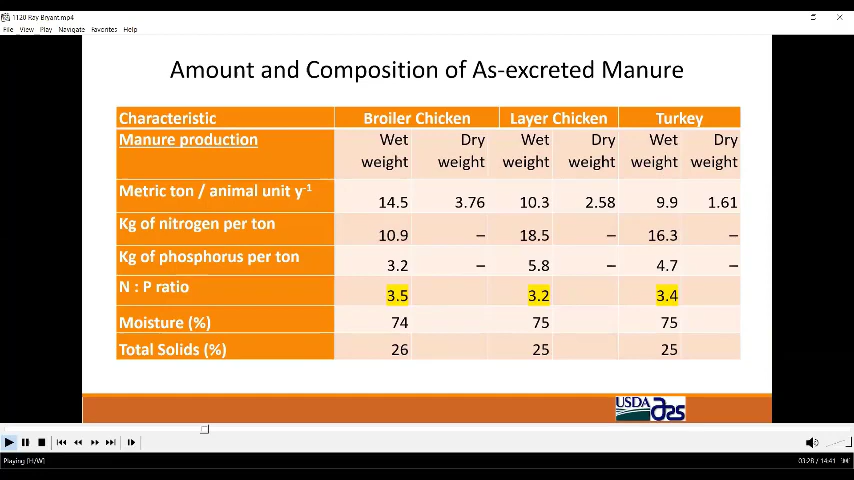 1120 Ray Bryant.mp4
File View Play Navigate Favorites Help
Amount and Composition of As-excreted Manure
Characteristic Broiler Chicken Layer Chicken Turkey
Manure production Wet weight Dry weight Wet weight Dry weight Wet weight Dry weight
Metric ton / animal unit y-1 14.5 3.76 10.3 2.58 9.9 1.61
Kg of nitrogen per ton 10.9 – 18.5 – 16.3 –
Kg of phosphorus per ton 3.2 – 5.8 – 4.7 –
N : P ratio 3.5 3.2 3.4
Moisture (%) 74 75 75
Total Solids (%) 26 25 25
USDA ars
Playing [H/W] 03:28 / 14:41